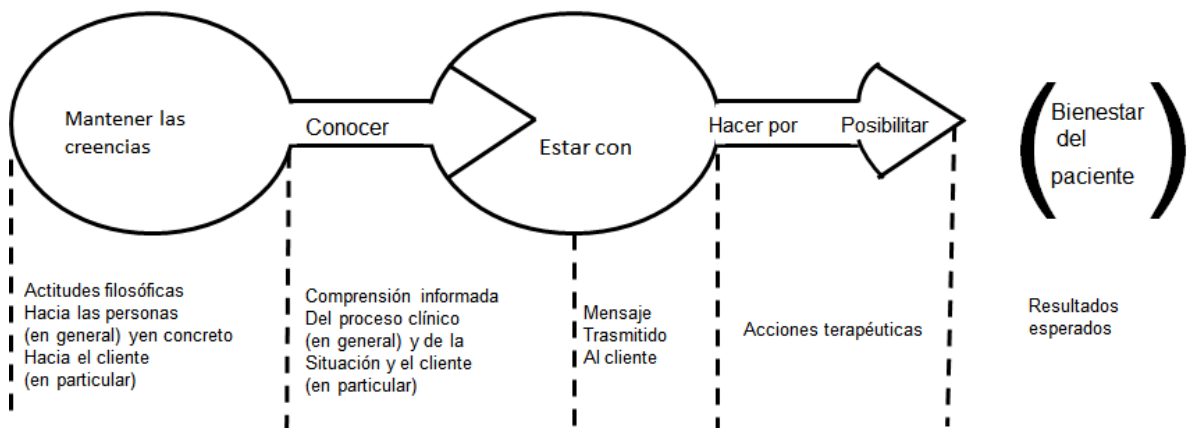 Mantener las
creencias
Conocer
Estar con
Hacer por
Posibilitar
Bienestar
del
paciente
Actitudes filosóficas
Hacia las personas
(en general) yen concreto
Hacia el cliente
(en particular)
Comprensión informada
Del proceso clínico
(en general) y de la
Situación y el cliente
(en particular)
Mensaje
Trasmitido
Al cliente
Acciones terapéuticas
Resultados
esperados